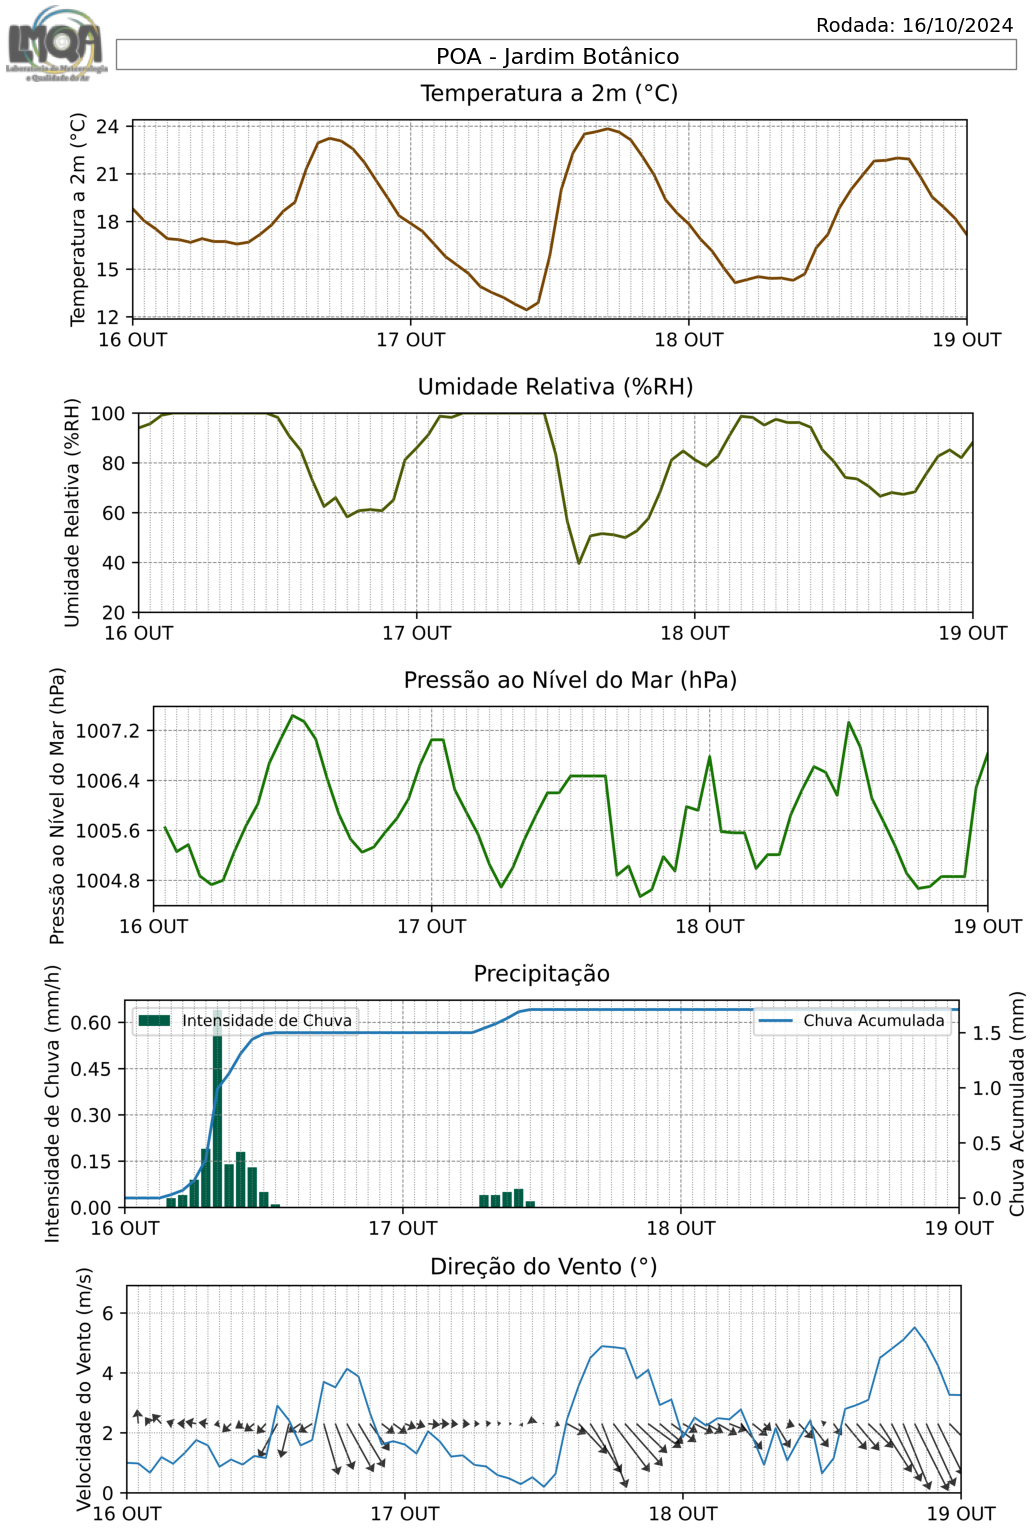 Rodada: 16/10/2024
LMQA
Laboratório de Meteorologia
e Qualidade do Ar
POA - Jardim Botânico
Temperatura a 2m (°C)
Temperatura a 2m (°C)
24
21
18
15
12
16 OUT 17 OUT 18 OUT 19 OUT
Umidade Relativa (%RH)
Umidade Relativa (%RH)
100
80
60
40
20
16 OUT 17 OUT 18 OUT 19 OUT
Pressão ao Nível do Mar (hPa)
Pressão ao Nível do Mar (hPa)
1007.2
1006.4
1005.6
1004.8
16 OUT 17 OUT 18 OUT 19 OUT
Precipitação
Intensidade de Chuva (mm/h)
0.60
0.45
0.30
0.15
0.00
Intensidade de Chuva
Chuva Acumulada
1.5
1.0
0.5
0.0
Chuva Acumulada (mm)
16 OUT 17 OUT 18 OUT 19 OUT
Direção do Vento (°)
Velocidade do Vento (m/s)
6
4
2
0
16 OUT 17 OUT 18 OUT 19 OUT